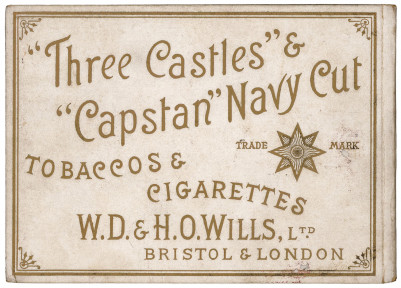 "Three Castles" &
"Capstan" Navy Cut
TRADE MARK
TOBACCOS &
CIGARETTES
W.D. & H.O. WILLS, LTD
BRISTOL & LONDON